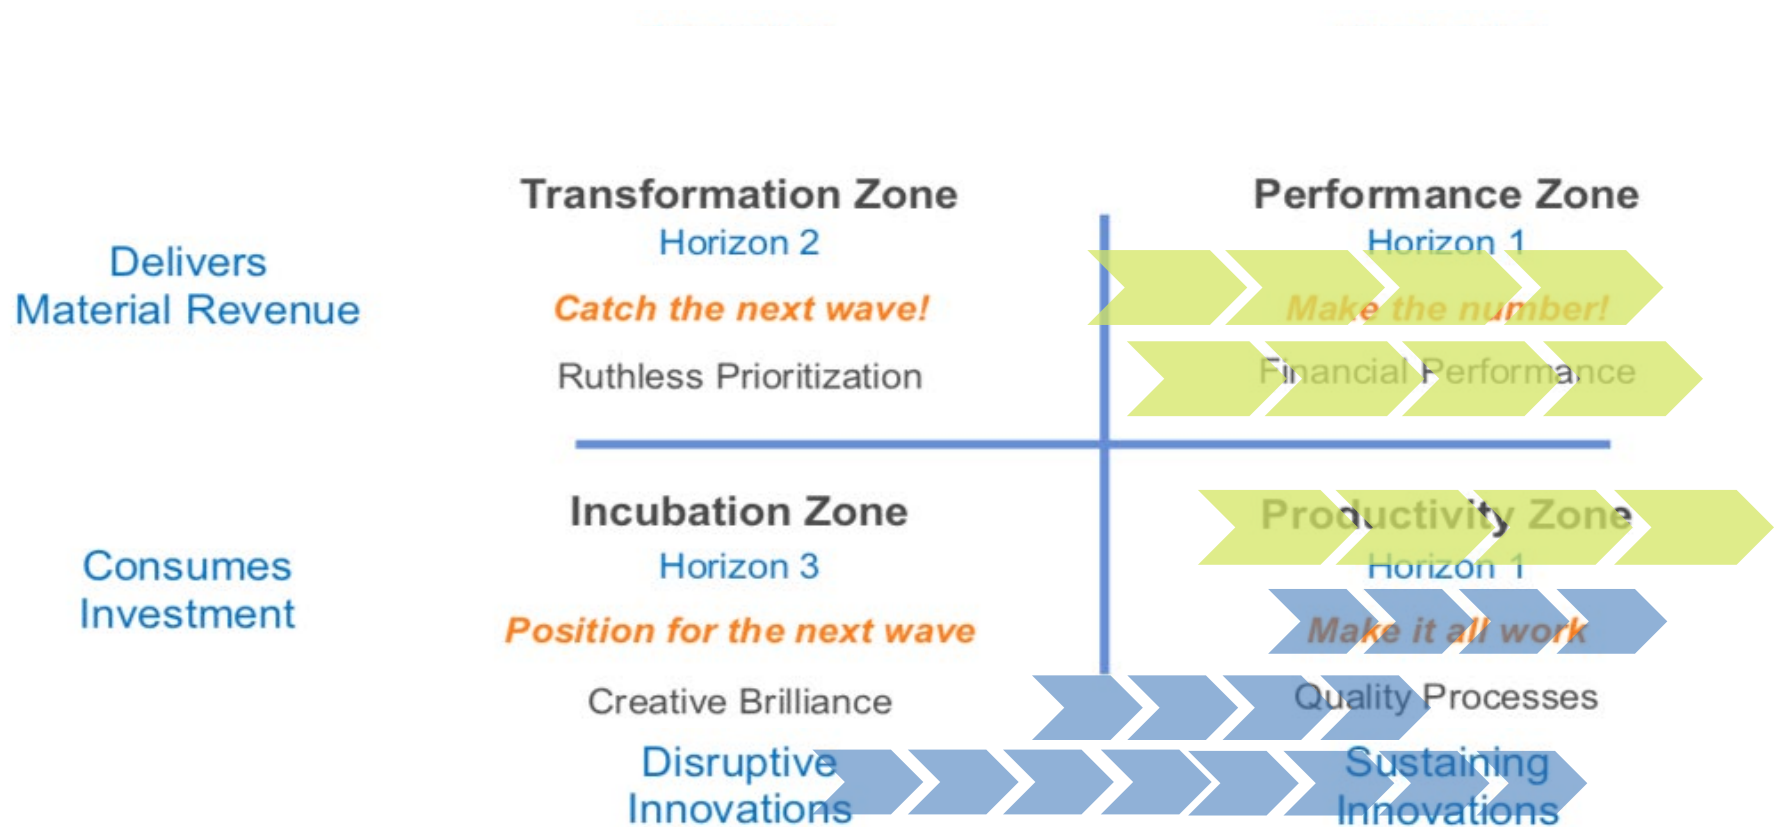 Transformation Zone
Horizon 2
Catch the next wave!
Ruthless Prioritization
Performance Zone
Horizon 1
Make the number!
Financial Performance
Delivers
Material Revenue
Incubation Zone
Horizon 3
Position for the next wave
Creative Brilliance
Productivity Zone
Horizon 1
Make it all work
Quality Processes
Consumes
Investment
Disruptive
Innovations
Sustaining
Innovations